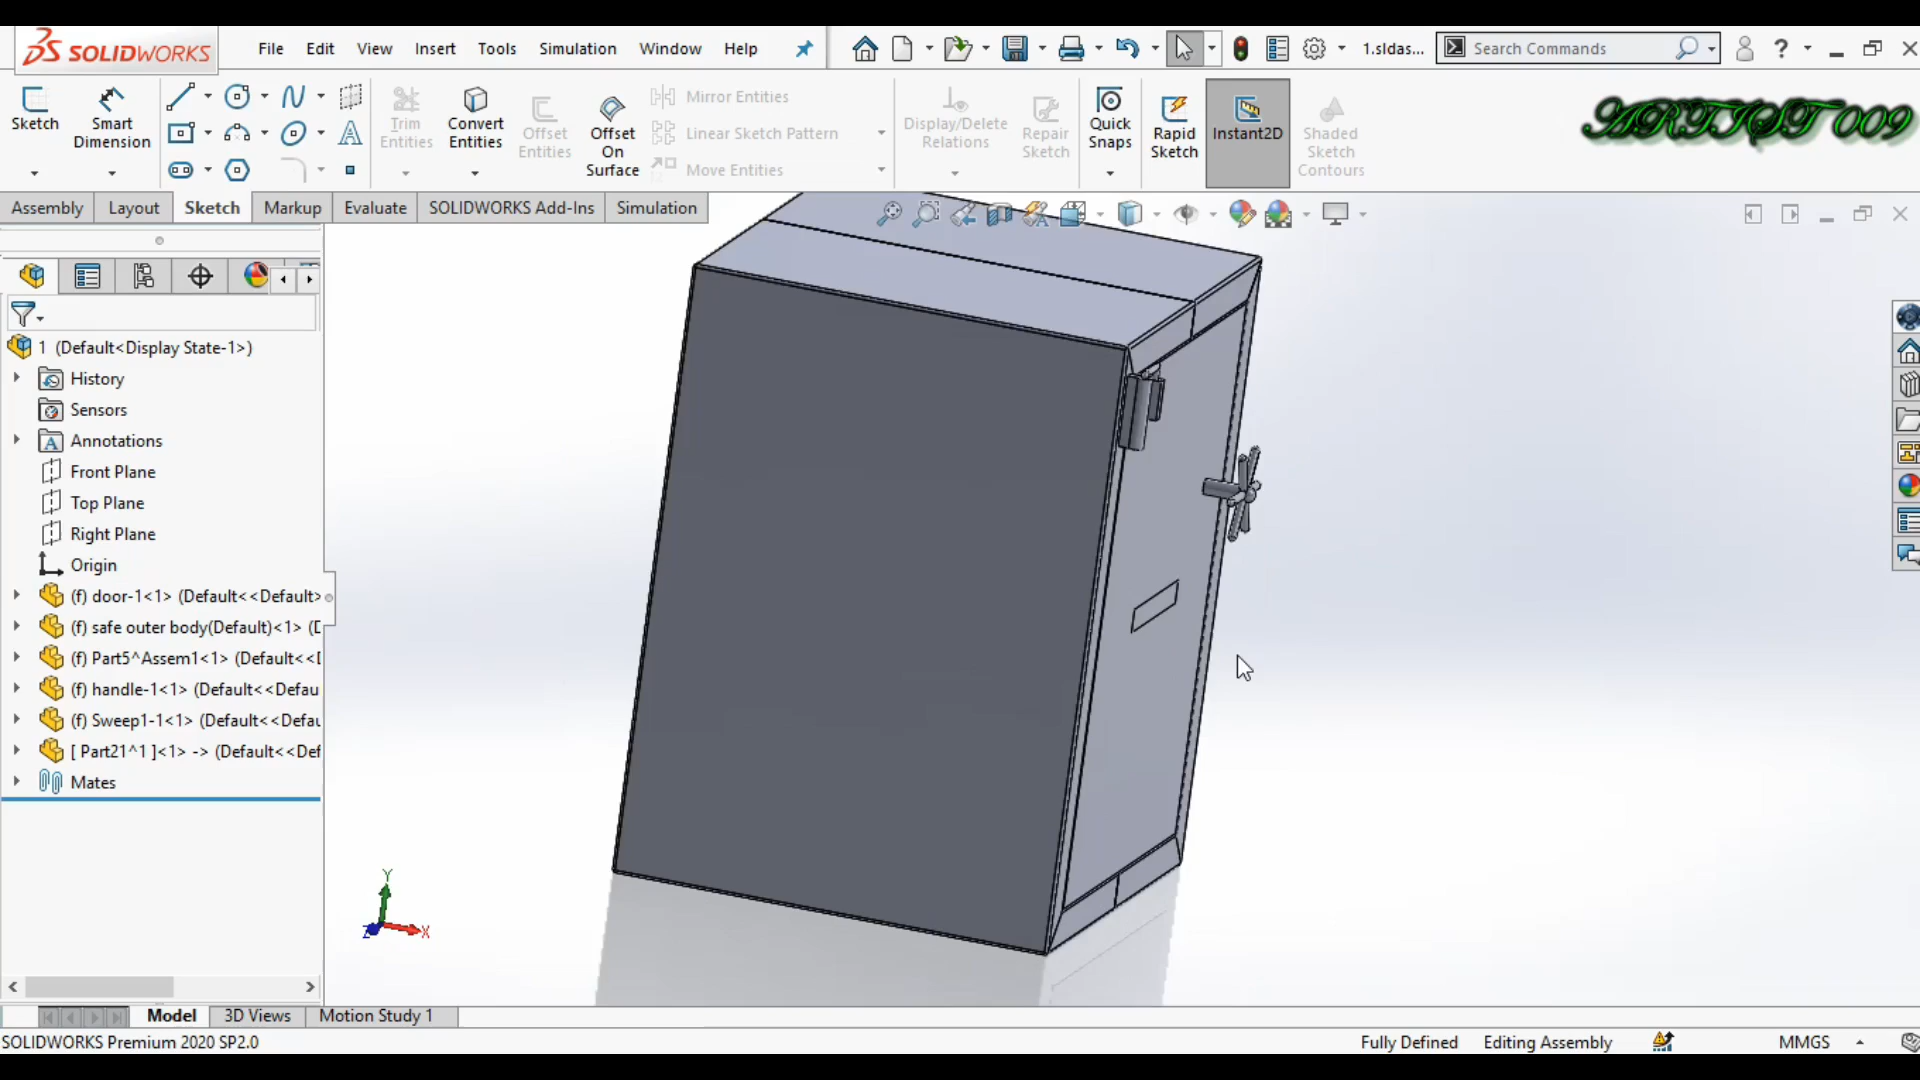 SOLIDWORKS
File Edit View Insert Tools Simulation Window Help
1.sldas...
Search Commands
ARTIST 009
Sketch
Smart Dimension
Trim Entities
Convert Entities
Offset Entities
Offset On Surface
Mirror Entities
Linear Sketch Pattern
Move Entities
Display/Delete Relations
Repair Sketch
Quick Snaps
Rapid Sketch
Instant2D
Shaded Sketch Contours
Assembly Layout Sketch Markup Evaluate SOLIDWORKS Add-Ins Simulation
1 (Default<Display State-1>)
History
Sensors
Annotations
Front Plane
Top Plane
Right Plane
Origin
(f) door-1<1> (Default<<Default>
(f) safe outer body(Default)<1> (D
(f) Part5^Assem1<1> (Default<<D
(f) handle-1<1> (Default<<Defau
(f) Sweep1-1<1> (Default<<Defau
[ Part21^1 ]<1> -> (Default<<Def
Mates
Y
X
Z
Model 3D Views Motion Study 1
SOLIDWORKS Premium 2020 SP2.0
Fully Defined Editing Assembly MMGS